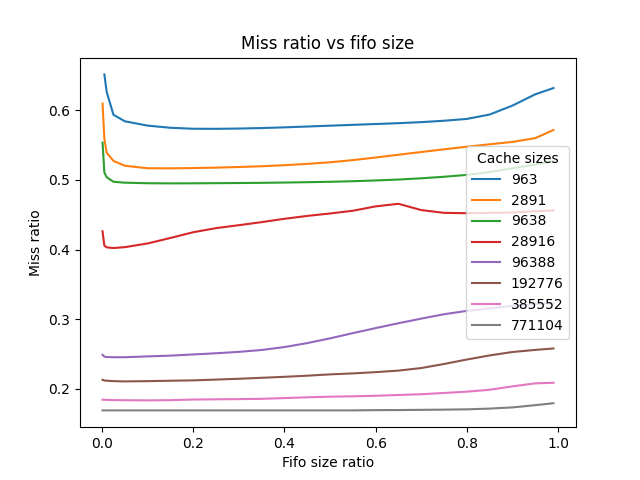 Miss ratio vs fifo size
Miss ratio
0.6
0.5
0.4
0.3
0.2
Cache sizes
963
2891
9638
28916
96388
192776
385552
771104
0.0 0.2 0.4 0.6 0.8 1.0
Fifo size ratio